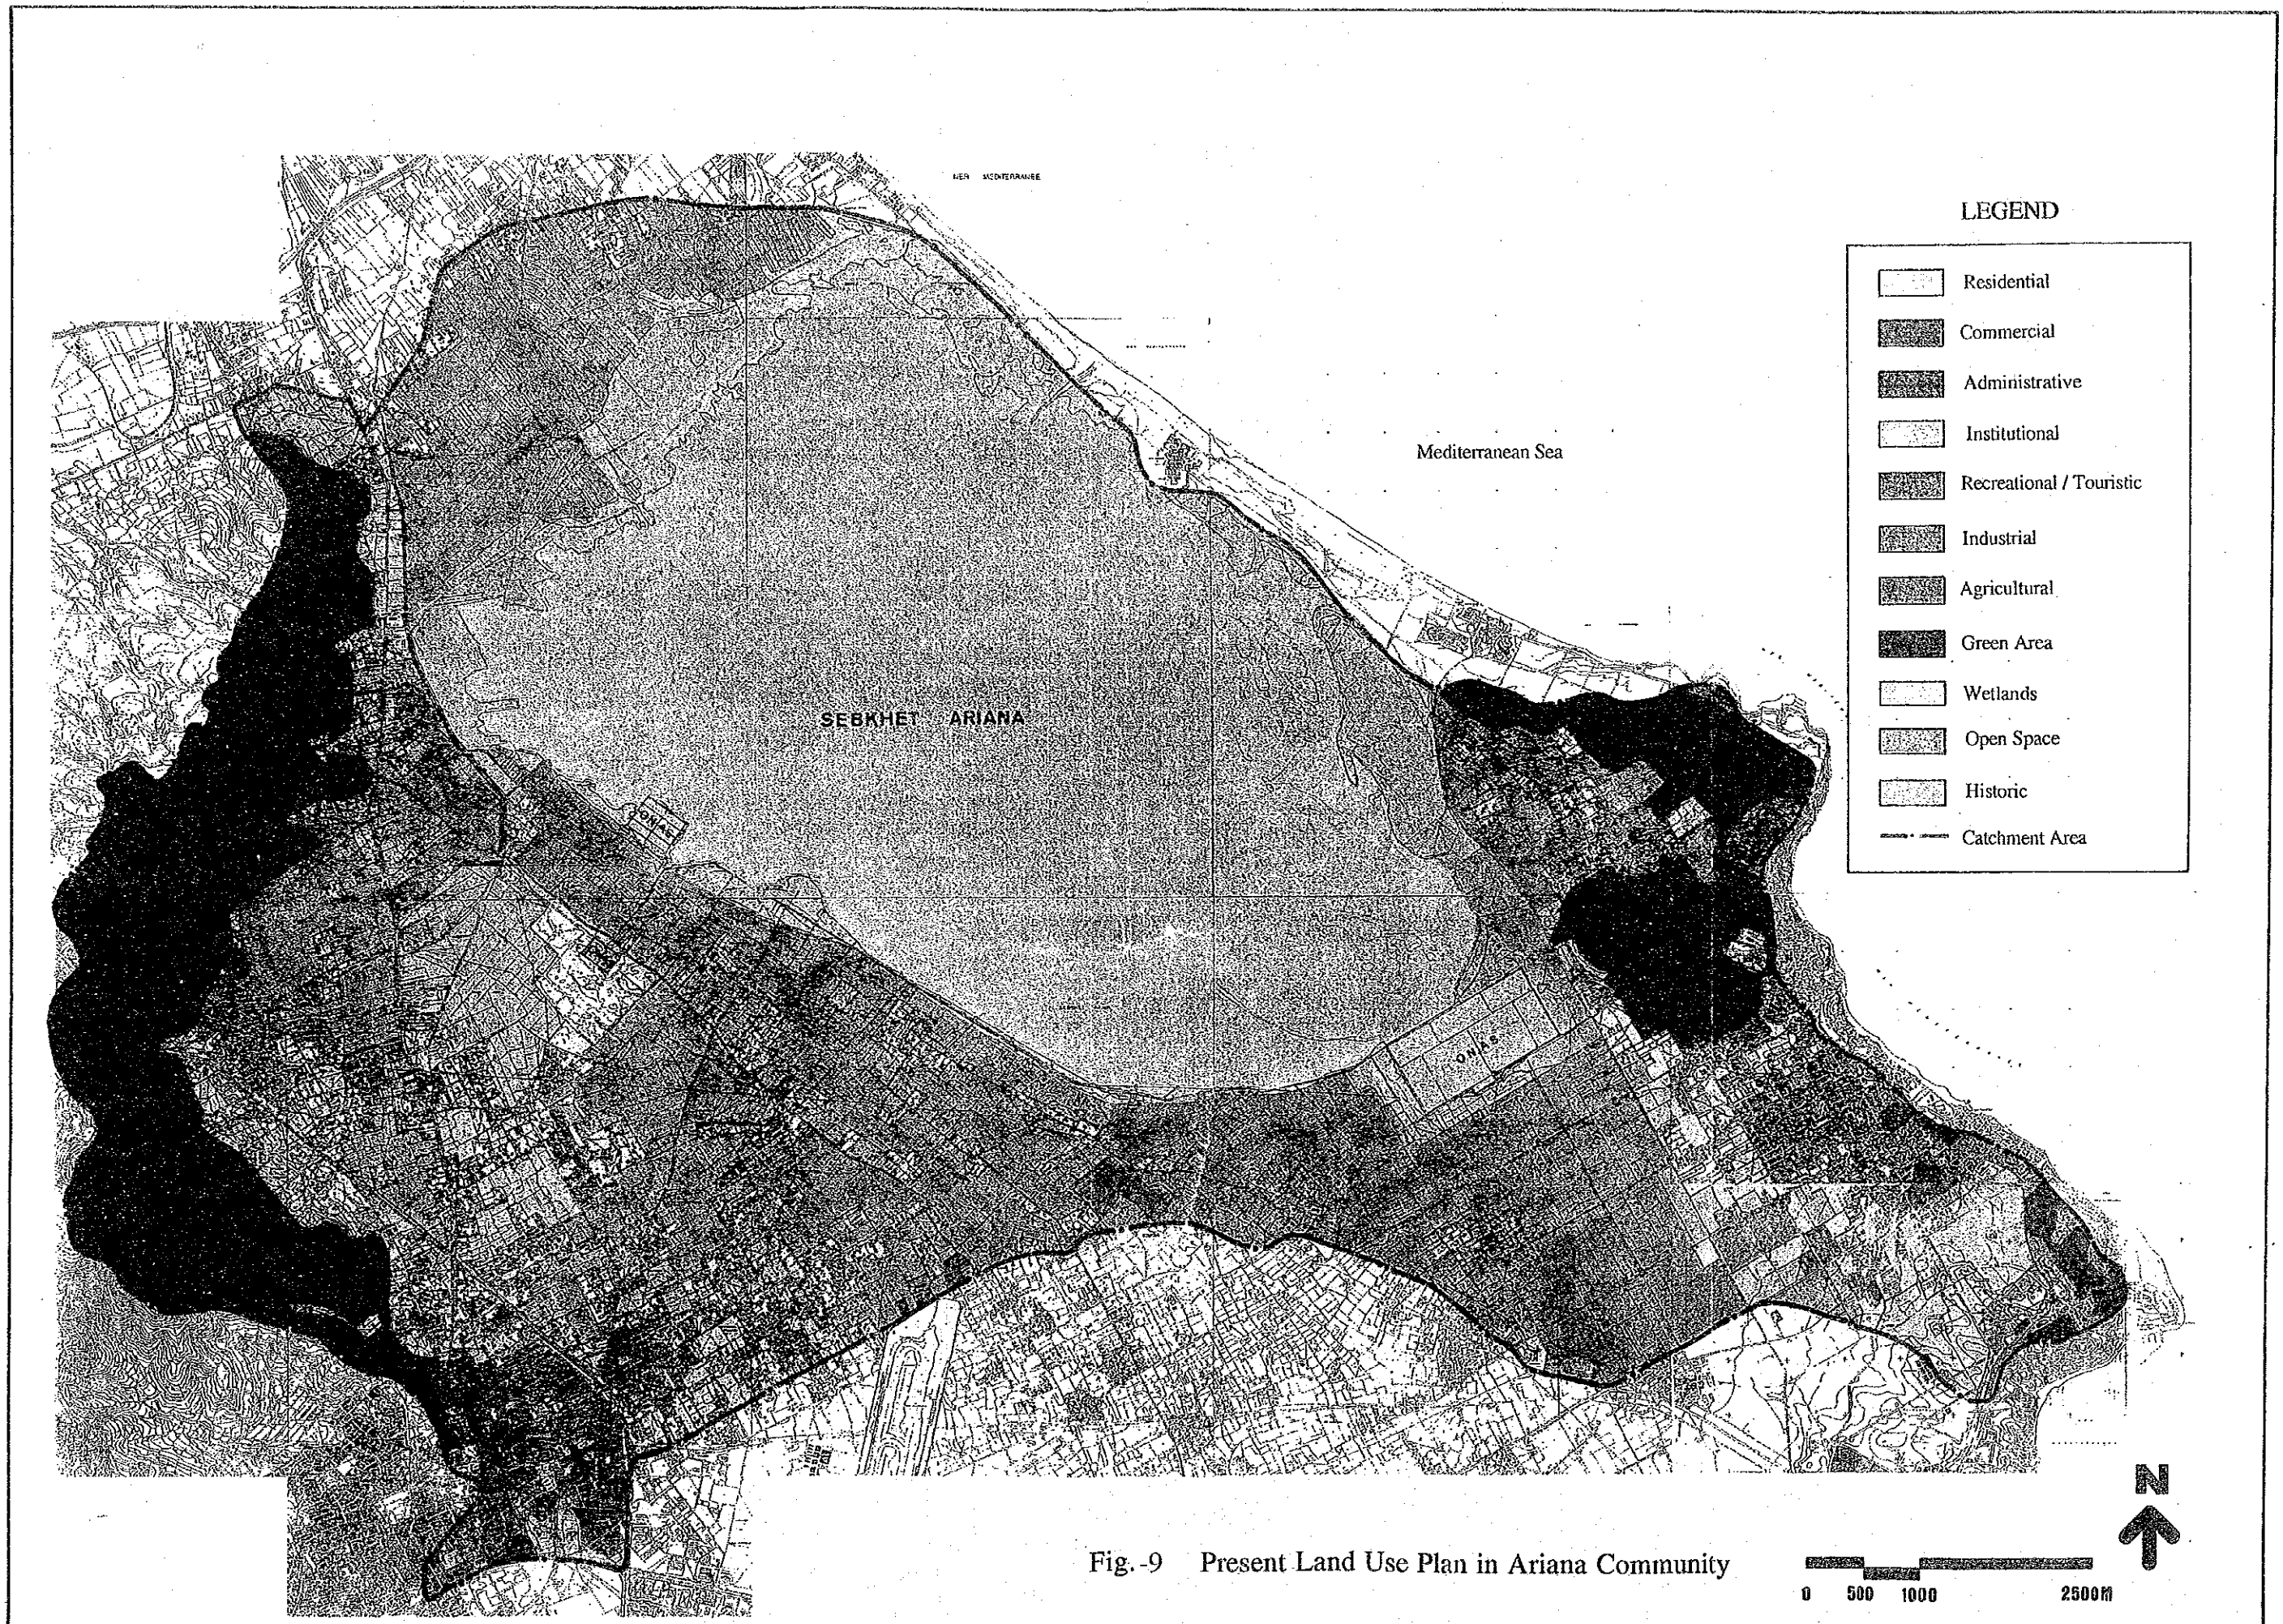 MER MEDITERRANEE
LEGEND
Residential
Commercial
Administrative
Institutional
Recreational / Touristic
Industrial
Agricultural
Green Area
Wetlands
Open Space
Historic
Catchment Area
Mediterranean Sea
SEBKHET ARIANA
ONAS
ONAS
N
Fig.-9 Present Land Use Plan in Ariana Community
0 500 1000 2500M